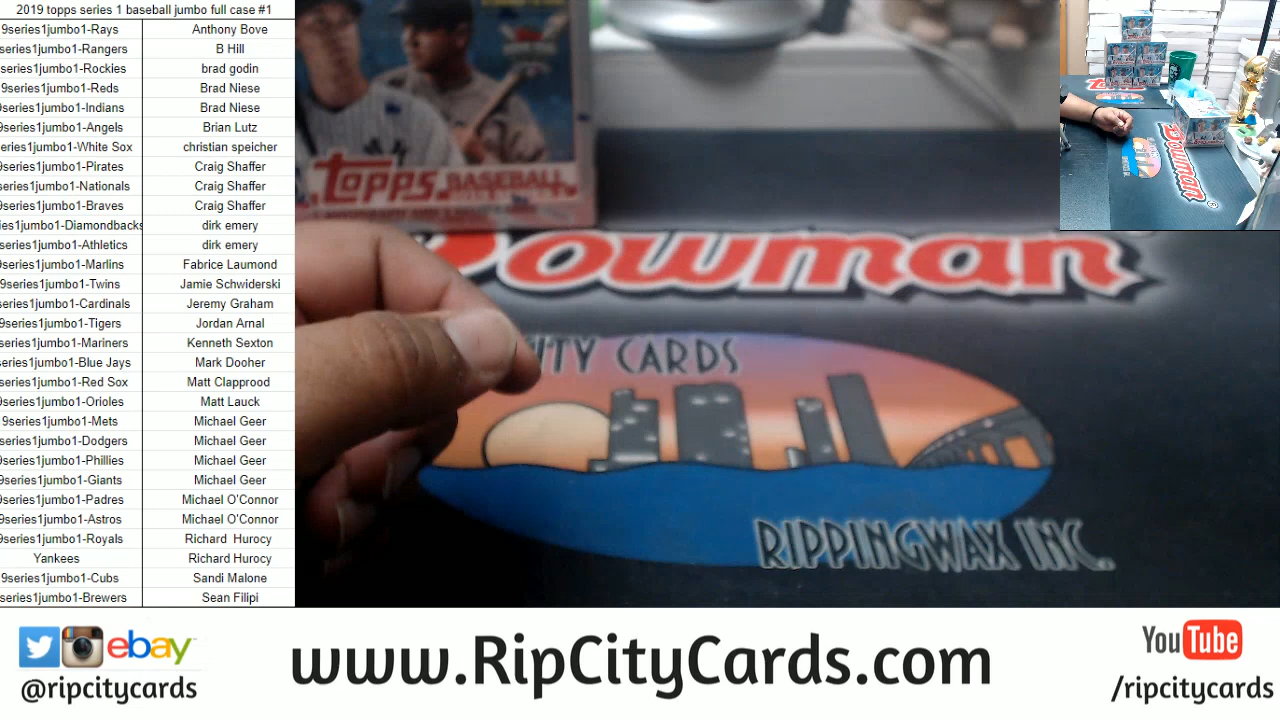 2019 topps series 1 baseball jumbo full case #1
9series1jumbo1-Rays Anthony Bove
series1jumbo1-Rangers B Hill
series1jumbo1-Rockies brad godin
9series1jumbo1-Reds Brad Niese
9series1jumbo1-Indians Brad Niese
9series1jumbo1-Angels Brian Lutz
series1jumbo1-White Sox christian speicher
9series1jumbo1-Pirates Craig Shaffer
series1jumbo1-Nationals Craig Shaffer
9series1jumbo1-Braves Craig Shaffer
ies1jumbo1-Diamondbacks dirk emery
series1jumbo1-Athletics dirk emery
9series1jumbo1-Marlins Fabrice Laumond
9series1jumbo1-Twins Jamie Schwiderski
series1jumbo1-Cardinals Jeremy Graham
9series1jumbo1-Tigers Jordan Arnal
series1jumbo1-Mariners Kenneth Sexton
series1jumbo1-Blue Jays Mark Dooher
series1jumbo1-Red Sox Matt Clapprood
series1jumbo1-Orioles Matt Lauck
9series1jumbo1-Mets Michael Geer
series1jumbo1-Dodgers Michael Geer
9series1jumbo1-Phillies Michael Geer
9series1jumbo1-Giants Michael Geer
series1jumbo1-Padres Michael O'Connor
9series1jumbo1-Astros Michael O'Connor
9series1jumbo1-Royals Richard Hurocy
Yankees Richard Hurocy
9series1jumbo1-Cubs Sandi Malone
series1jumbo1-Brewers Sean Filipi
topps BASEBALL
Bowman
CITY CARDS
RIPPINGWAX INC.
Bowman
ebay
@ripcitycards
www.RipCityCards.com
YouTube
/ripcitycards